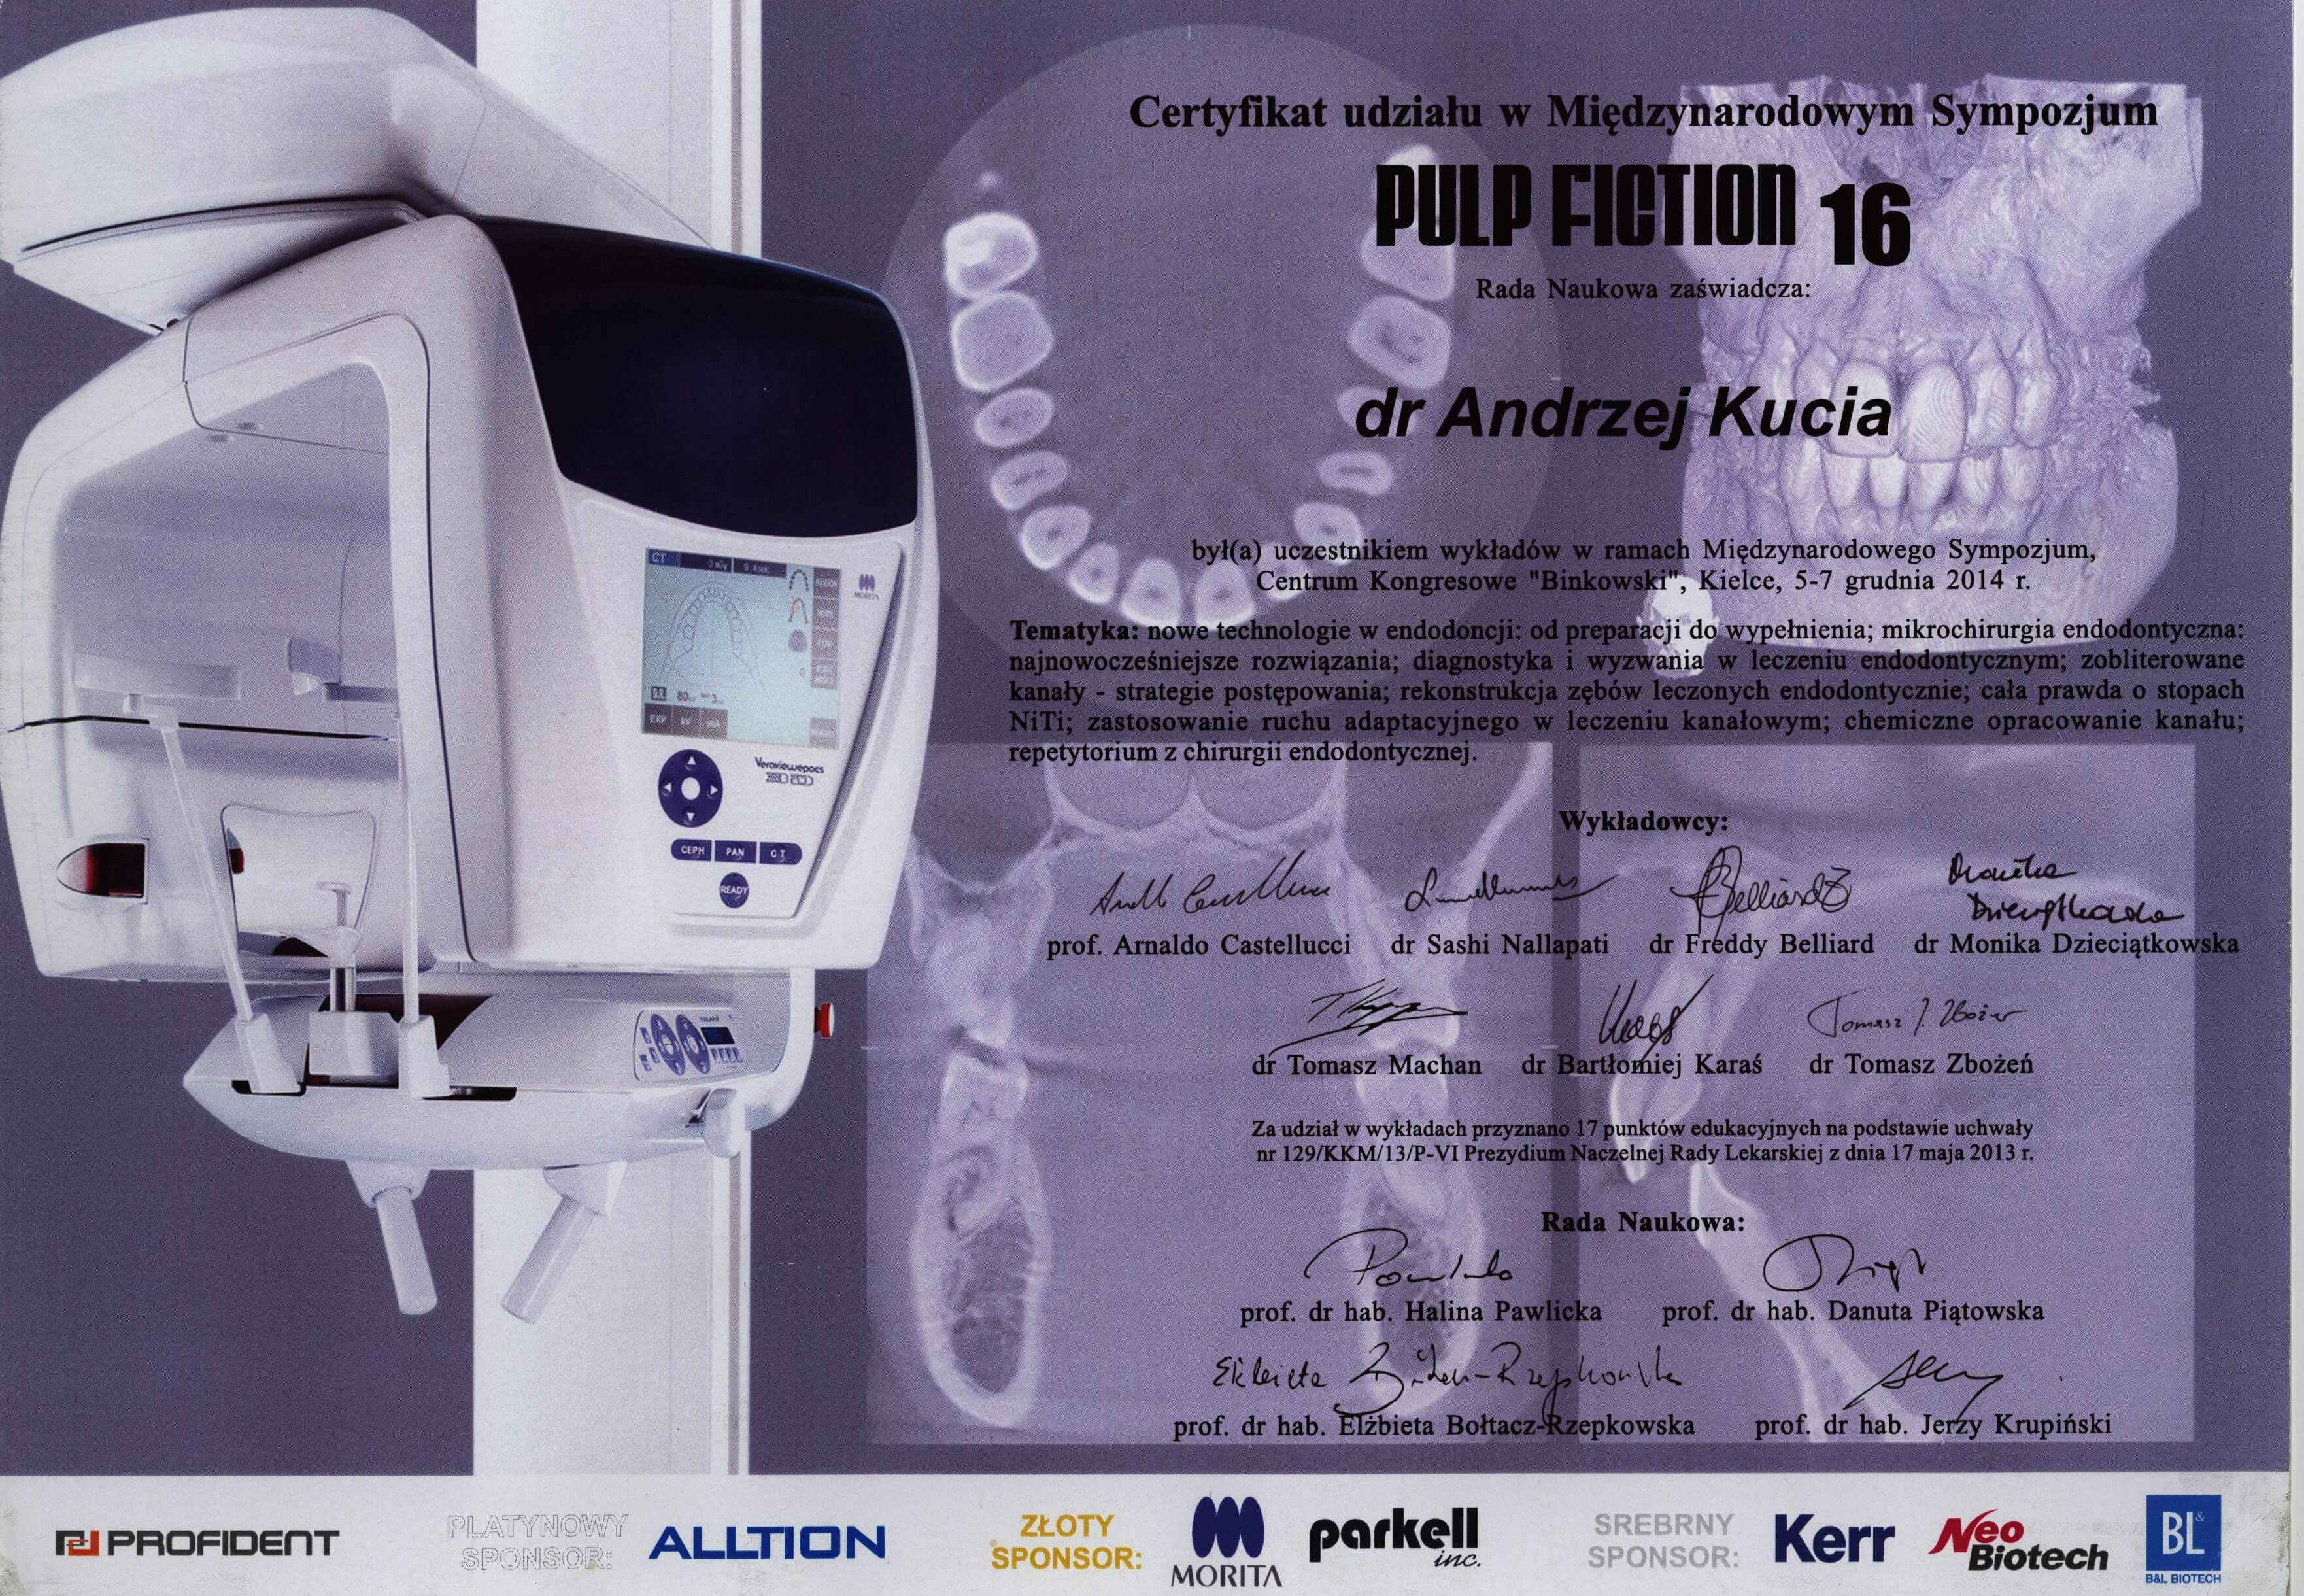 Certyfikat udziału w Międzynarodowym Sympozjum
PULP FICTION 16
Rada Naukowa zaświadcza:
dr Andrzej Kucia
był(a) uczestnikiem wykładów w ramach Międzynarodowego Sympozjum,
Centrum Kongresowe "Binkowski", Kielce, 5-7 grudnia 2014 r.
Tematyka: nowe technologie w endodoncji: od preparacji do wypełnienia; mikrochirurgia endodontyczna:
najnowocześniejsze rozwiązania; diagnostyka i wyzwania w leczeniu endodontycznym; zobliterowane
kanały - strategie postępowania; rekonstrukcja zębów leczonych endodontycznie; cała prawda o stopach
NiTi; zastosowanie ruchu adaptacyjnego w leczeniu kanałowym; chemiczne opracowanie kanału;
repetytorium z chirurgii endodontycznej.
Wykładowcy:
prof. Arnaldo Castellucci dr Sashi Nallapati dr Freddy Belliard dr Monika Dzieciątkowska
dr Tomasz Machan dr Bartłomiej Karaś dr Tomasz Zbożeń
Za udział w wykładach przyznano 17 punktów edukacyjnych na podstawie uchwały
nr 129/KKM/13/P-VI Prezydium Naczelnej Rady Lekarskiej z dnia 17 maja 2013 r.
Rada Naukowa:
prof. dr hab. Halina Pawlicka prof. dr hab. Danuta Piątowska
prof. dr hab. Elżbieta Bołtacz-Rzepkowska prof. dr hab. Jerzy Krupiński
CT
9.4sec
MORITA
80
EXP kV mA
Veraviewepocs
3D
CEPH PAN CT
READY
PROFIDENT
PLATYNOWY
SPONSOR:
ALLTION
ZŁOTY
SPONSOR:
MORITA
parkell
inc.
SREBRNY
SPONSOR:
Kerr
Neo
Biotech
BL&
B&L BIOTECH